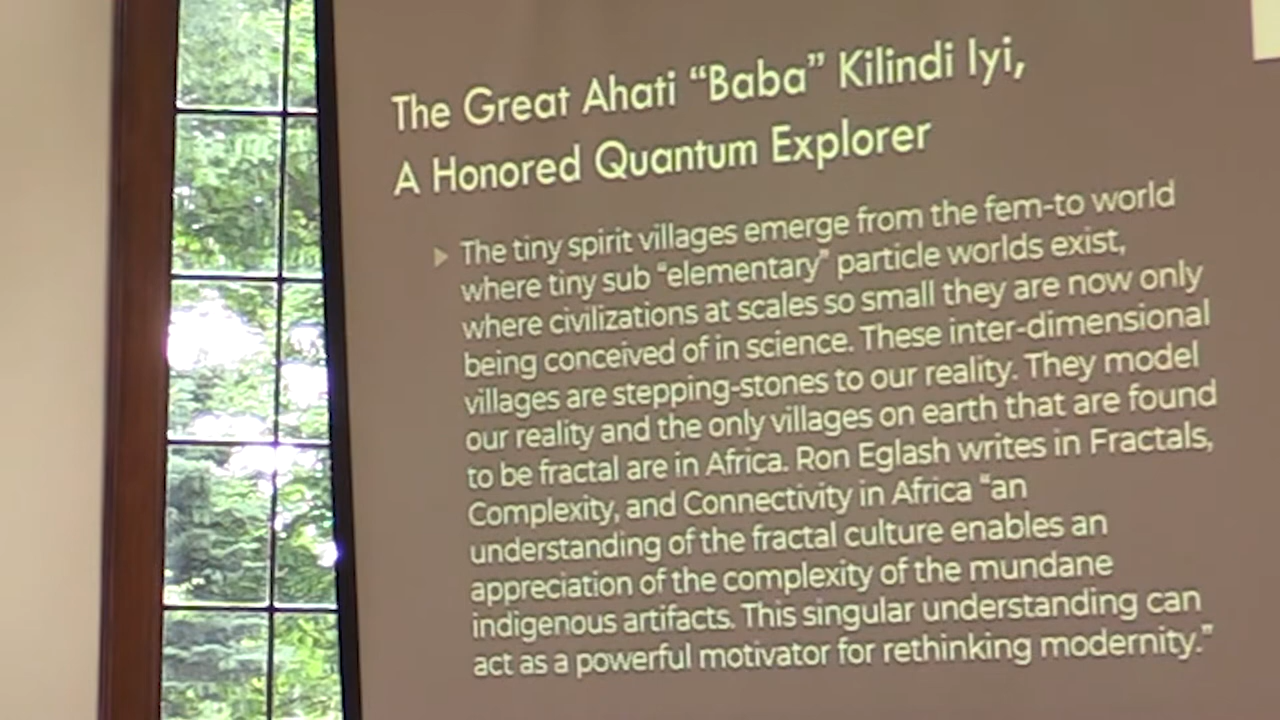 The Great Ahati “Baba” Kilindi Iyi,
A Honored Quantum Explorer
The tiny spirit villages emerge from the fem-to world
where tiny sub “elementary” particle worlds exist,
where civilizations at scales so small they are now only
being conceived of in science. These inter-dimensional
villages are stepping-stones to our reality. They model
our reality and the only villages on earth that are found
to be fractal are in Africa. Ron Eglash writes in Fractals,
Complexity, and Connectivity in Africa “an
understanding of the fractal culture enables an
appreciation of the complexity of the mundane
indigenous artifacts. This singular understanding can
act as a powerful motivator for rethinking modernity.”